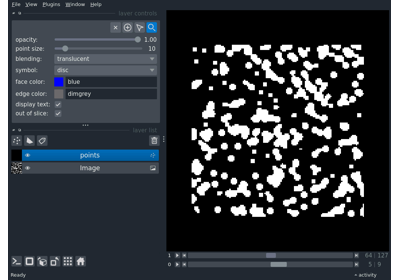 File View Plugins Window Help
layer controls
opacity: 1.00
point size: 10
blending: translucent
symbol: disc
face color: blue
edge color: dimgrey
display text:
out of slice:
layer list
points
Image
1 64 127
0 5 9
Ready activity